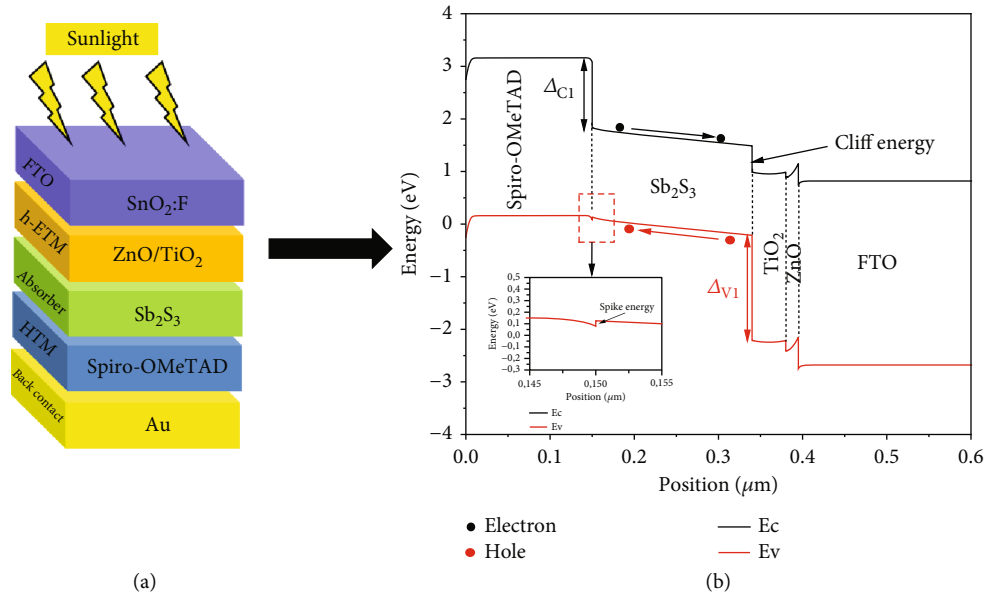 Sunlight
FTO
SnO₂:F
h-ETM
ZnO/TiO₂
Absorber
Sb₂S₃
HTM
Spiro-OMeTAD
Back contact
Au
(a)
Energy (eV)
4
3
2
1
0
−1
−2
−3
−4
Spiro-OMeTAD
Δ_C1
Sb₂S₃
Cliff energy
TiO₂
ZnO
FTO
Δ_V1
Energy (eV)
0,5
0,4
0,3
0,2
0,1
0,0
−0,1
−0,2
−0,3
Spike energy
0,145 0,150 0,155
Position (μm)
Ec
Ev
0.0 0.1 0.2 0.3 0.4 0.5 0.6
Position (μm)
Electron Ec
Hole Ev
(b)